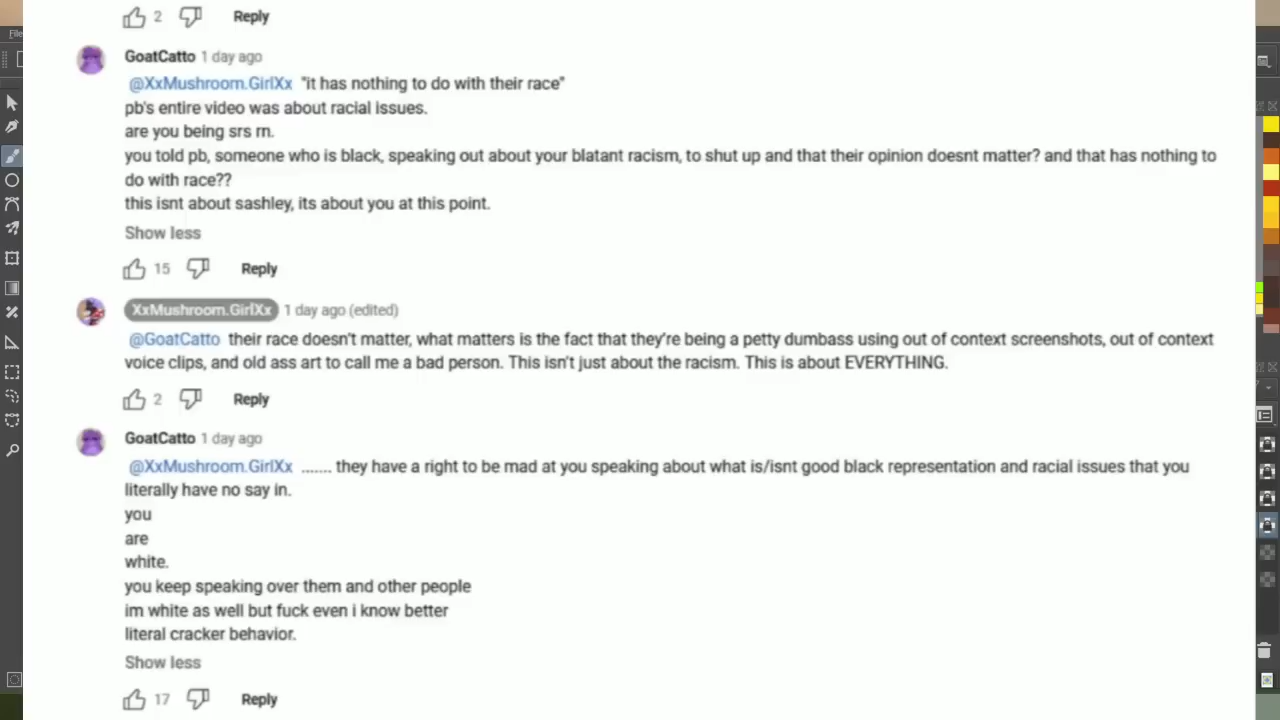 File
2 Reply
GoatCatto 1 day ago
@XxMushroom.GirlXx "it has nothing to do with their race"
pb's entire video was about racial issues.
are you being srs rn.
you told pb, someone who is black, speaking out about your blatant racism, to shut up and that their opinion doesnt matter? and that has nothing to
do with race??
this isnt about sashley, its about you at this point.
Show less
15 Reply
XxMushroom.GirlXx 1 day ago (edited)
@GoatCatto their race doesn't matter, what matters is the fact that they're being a petty dumbass using out of context screenshots, out of context
voice clips, and old ass art to call me a bad person. This isn't just about the racism. This is about EVERYTHING.
2 Reply
GoatCatto 1 day ago
@XxMushroom.GirlXx ....... they have a right to be mad at you speaking about what is/isnt good black representation and racial issues that you
literally have no say in.
you
are
white.
you keep speaking over them and other people
im white as well but fuck even i know better
literal cracker behavior.
Show less
17 Reply